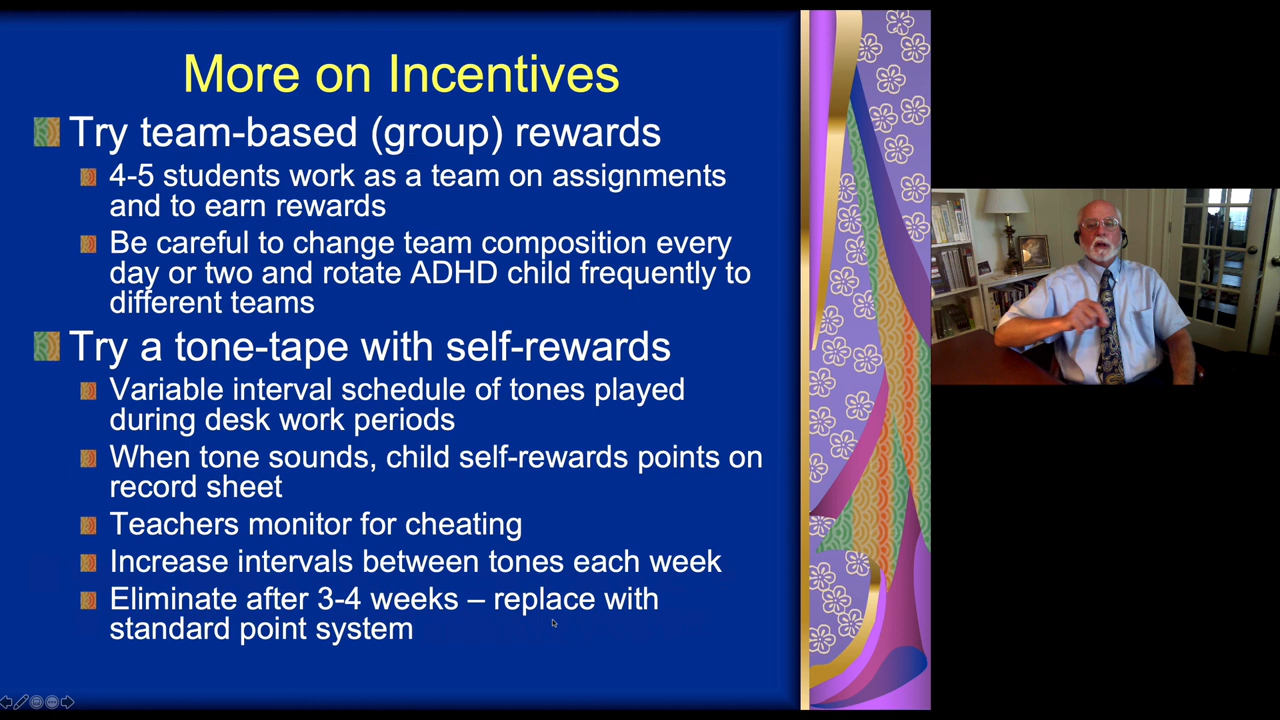 More on Incentives
Try team-based (group) rewards
4-5 students work as a team on assignments
and to earn rewards
Be careful to change team composition every
day or two and rotate ADHD child frequently to
different teams
Try a tone-tape with self-rewards
Variable interval schedule of tones played
during desk work periods
When tone sounds, child self-rewards points on
record sheet
Teachers monitor for cheating
Increase intervals between tones each week
Eliminate after 3-4 weeks – replace with
standard point system